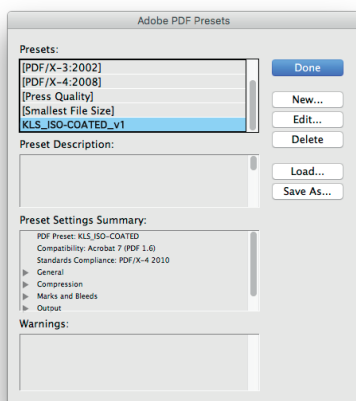 Adobe PDF Presets
Presets:
[PDF/X-3:2002]
[PDF/X-4:2008]
[Press Quality]
[Smallest File Size]
KLS_ISO-COATED_v1
Done
New...
Edit...
Delete
Load...
Save As...
Preset Description:
Preset Settings Summary:
PDF Preset: KLS_ISO-COATED
Compatibility: Acrobat 7 (PDF 1.6)
Standards Compliance: PDF/X-4 2010
General
Compression
Marks and Bleeds
Output
Warnings: